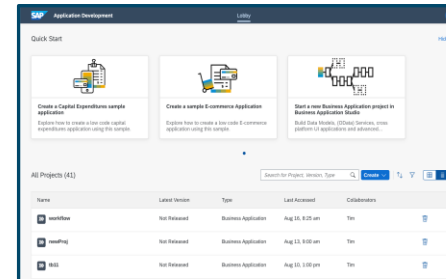 SAP Application Development Lobby
Quick Start
Create a Capital Expenditures sample
application
Explore how to create a low code capital
expenditures application using this sample
Create a sample E-commerce Application
Explore how to create a low code E-commerce
application using this sample
Start a new Business Application project in
Business Application Studio
Build Data Models, (OData) Services, cross
platform UI applications and advanced...
All Projects (41) Search for Project, Version, Type Create
Name Latest Version Type Last Accessed Collaborators
workflow Not Released Business Application Aug 16, 8:25 am Tim
newProj Not Released Business Application Aug 13, Tim
Not Released Business Application Aug 10, 1:00 pm Tim